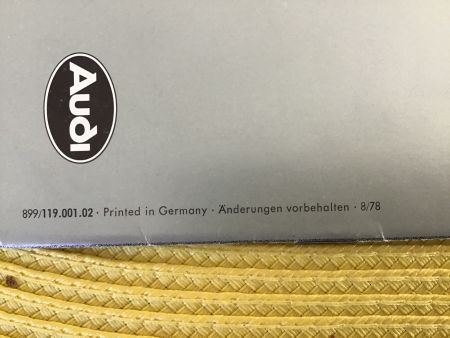 Audi
899/119.001.02 · Printed in Germany · Änderungen vorbehalten · 8/78